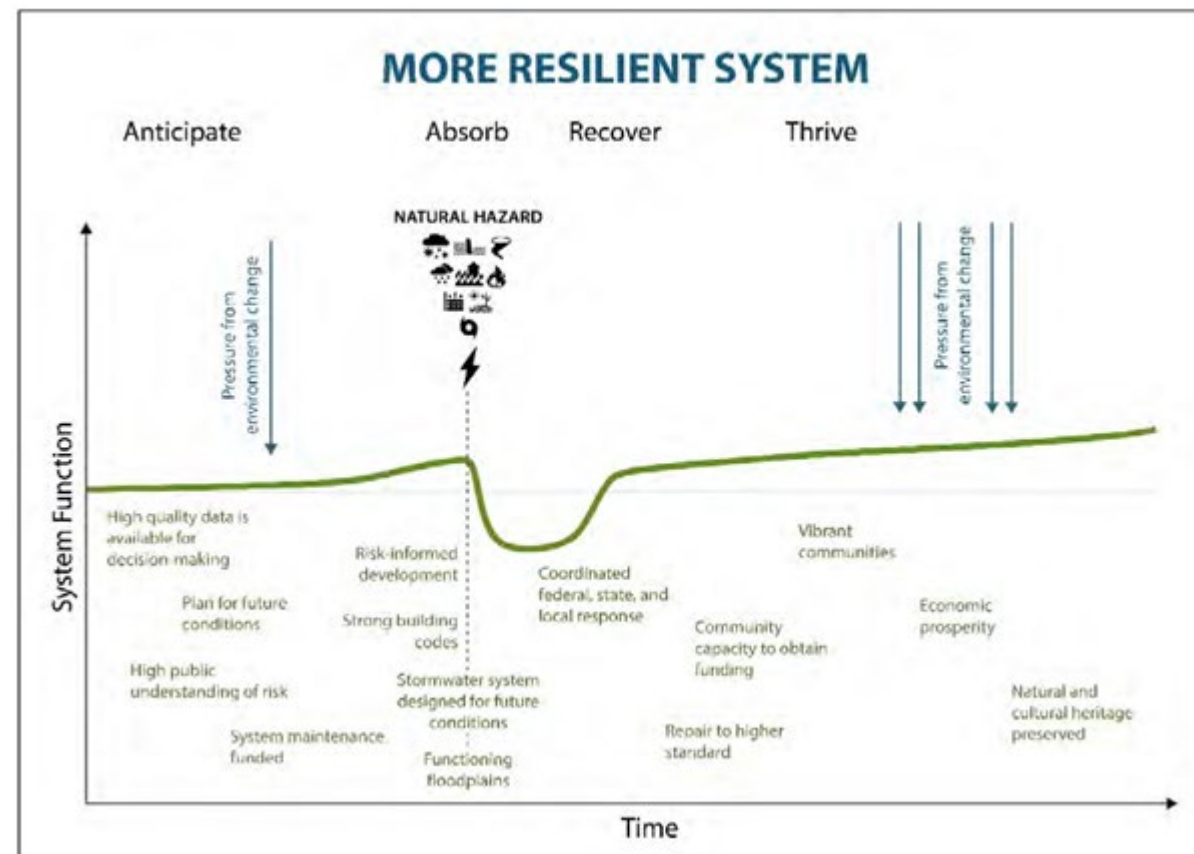 MORE RESILIENT SYSTEM
Anticipate
Absorb
Recover
Thrive
NATURAL HAZARD
Pressure from
environmental change
Pressure from
environmental change
System Function
High quality data is
available for
decision-making
Plan for future
conditions
High public
understanding of risk
System maintenance
funded
Risk-informed
development
Strong building
codes
Stormwater system
designed for future
conditions
Functioning
floodplains
Coordinated
federal, state, and
local response
Community
capacity to obtain
funding
Repair to higher
standard
Vibrant
communities
Economic
prosperity
Natural and
cultural heritage
preserved
Time